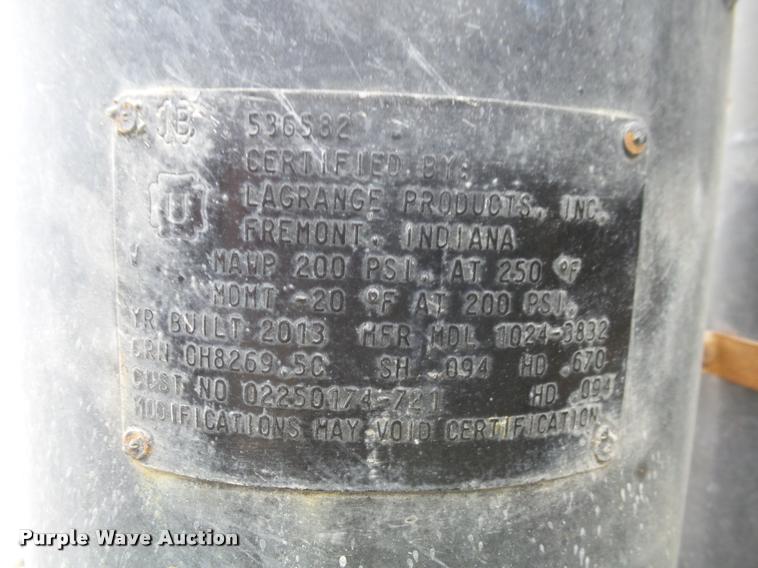 NB 536582
CERTIFIED BY:
U LAGRANGE PRODUCTS, INC.
FREMONT, INDIANA
MAWP 200 PSI. AT 250 °F
MDMT -20 °F AT 200 PSI.
YR BUILT 2013 MFR MDL 1024-3832
CRN OH8269.5C SH .094 HD .670
CUST NO 02250174-721 HD .094
MODIFICATIONS MAY VOID CERTIFICATION
Purple Wave Auction